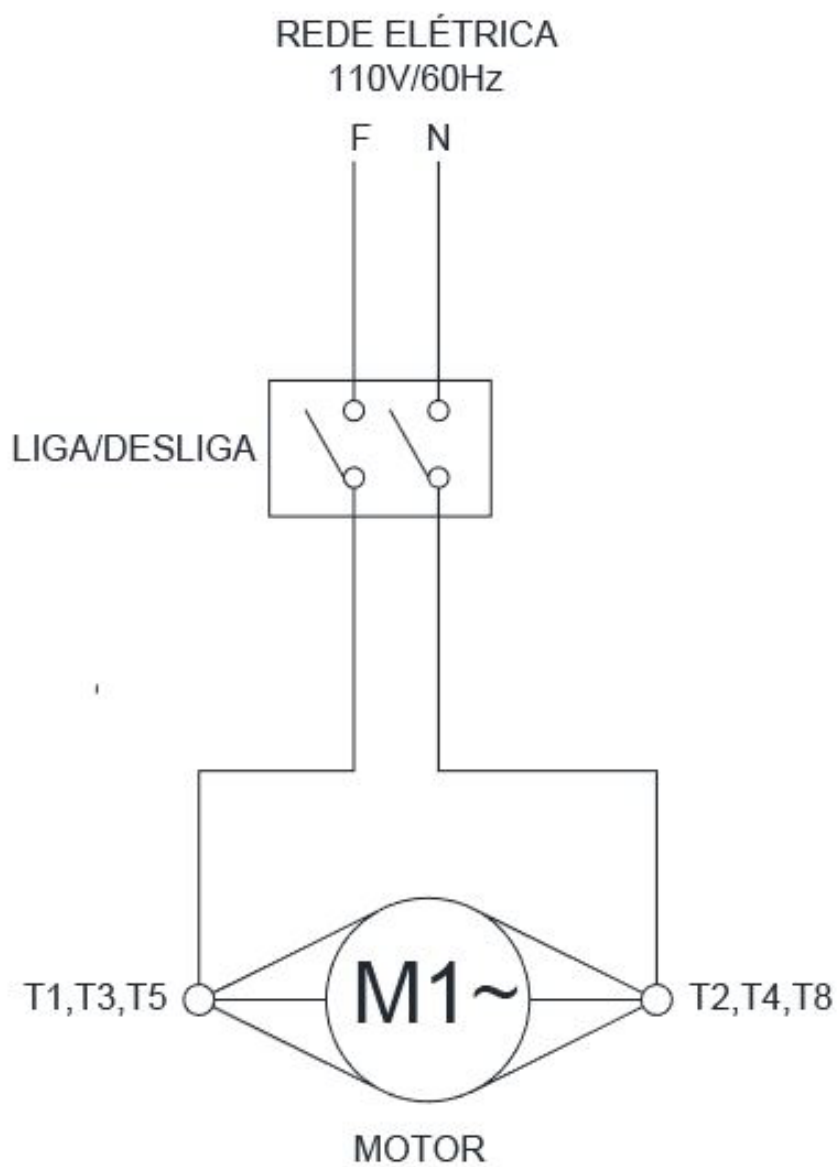 REDE ELÉTRICA
110V/60Hz
F N
LIGA/DESLIGA
T1,T3,T5
M1~
T2,T4,T8
MOTOR